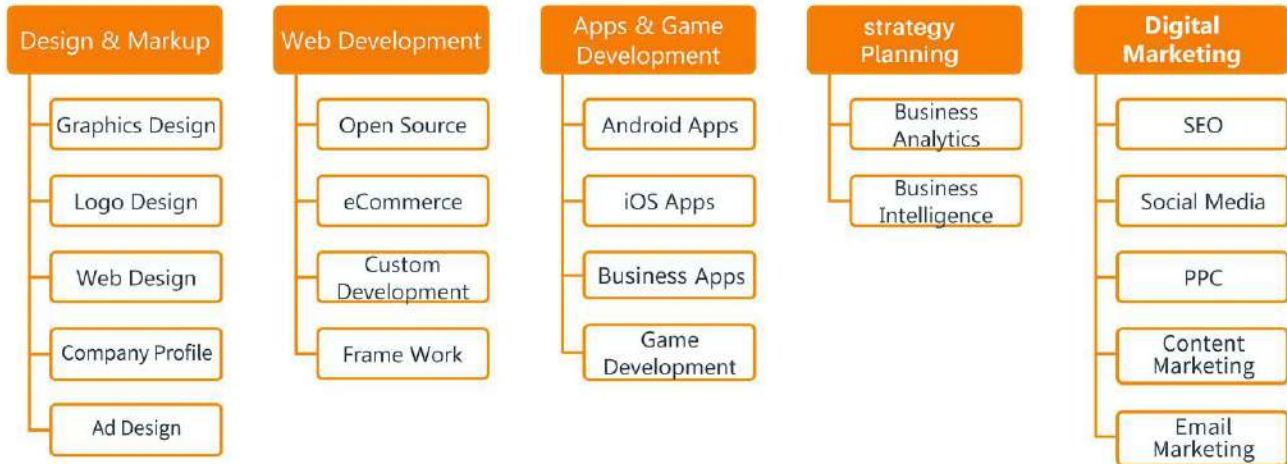 Design & Markup
Graphics Design
Logo Design
Web Design
Company Profile
Ad Design
Web Development
Open Source
eCommerce
Custom
Development
Frame Work
Apps & Game
Development
Android Apps
iOS Apps
Business Apps
Game
Development
strategy
Planning
Business
Analytics
Business
Intelligence
Digital
Marketing
SEO
Social Media
PPC
Content
Marketing
Email
Marketing